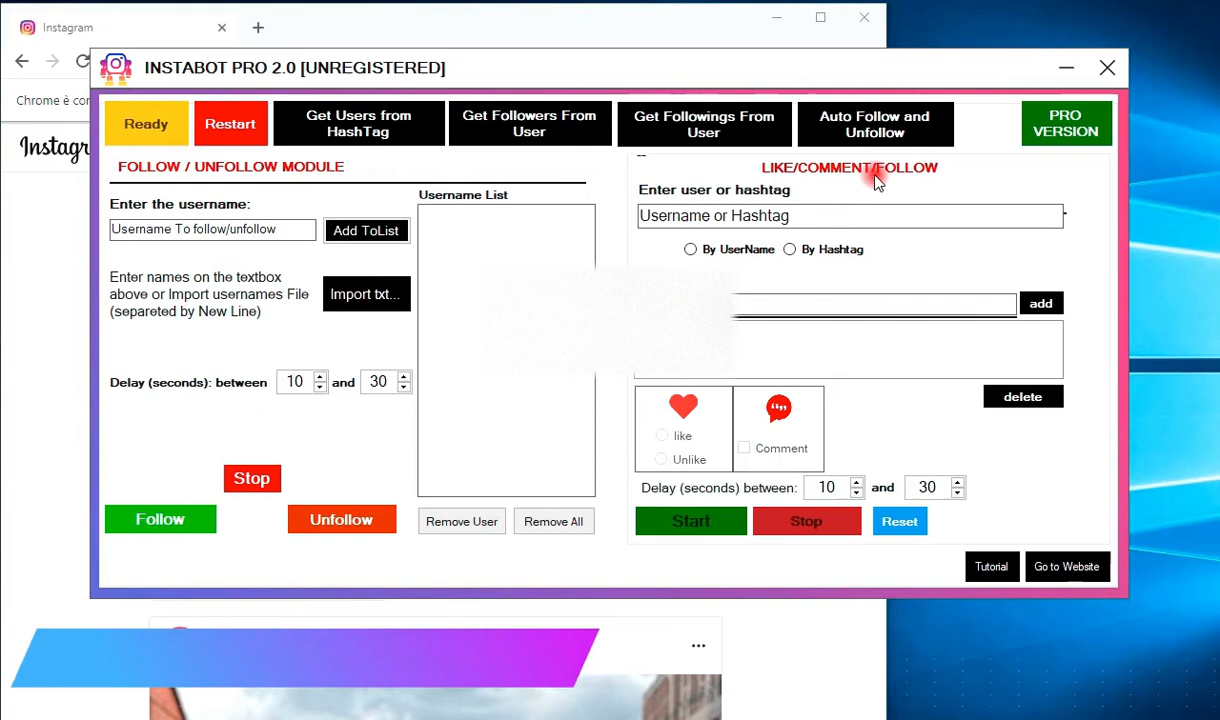 Instagram
INSTABOT PRO 2.0 [UNREGISTERED]
Chrome è co
Instagr
Ready
Restart
Get Users from
HashTag
Get Followers From
User
Get Followings From
User
Auto Follow and
Unfollow
PRO
VERSION
FOLLOW / UNFOLLOW MODULE
Enter the username:
Username To follow/unfollow
Add ToList
Enter names on the textbox
above or Import usernames File
(separeted by New Line)
Import txt...
Delay (seconds): between
10
and
30
Stop
Follow
Unfollow
Username List
Remove User
Remove All
--
LIKE/COMMENT/FOLLOW
Enter user or hashtag
Username or Hashtag
By UserName
By Hashtag
add
delete
like
Unlike
Comment
Delay (seconds) between:
10
and
30
Start
Stop
Reset
Tutorial
Go to Website